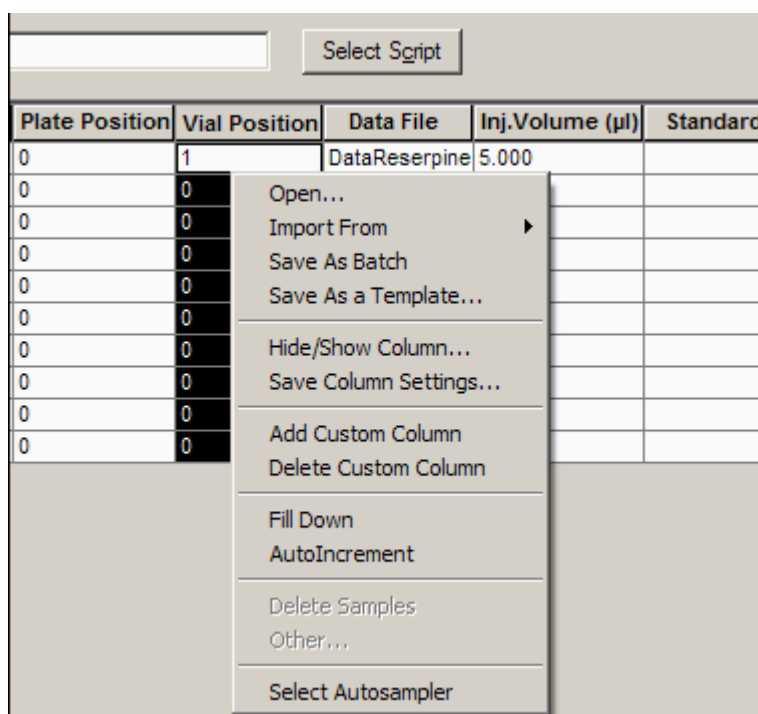 Select Script
Plate Position Vial Position Data File Inj.Volume (µl) Standard
0 1 DataReserpine 5.000
0 0
0 0
0 0
0 0
0 0
0 0
0 0
0 0
0 0
Open...
Import From
Save As Batch
Save As a Template...
Hide/Show Column...
Save Column Settings...
Add Custom Column
Delete Custom Column
Fill Down
AutoIncrement
Delete Samples
Other...
Select Autosampler